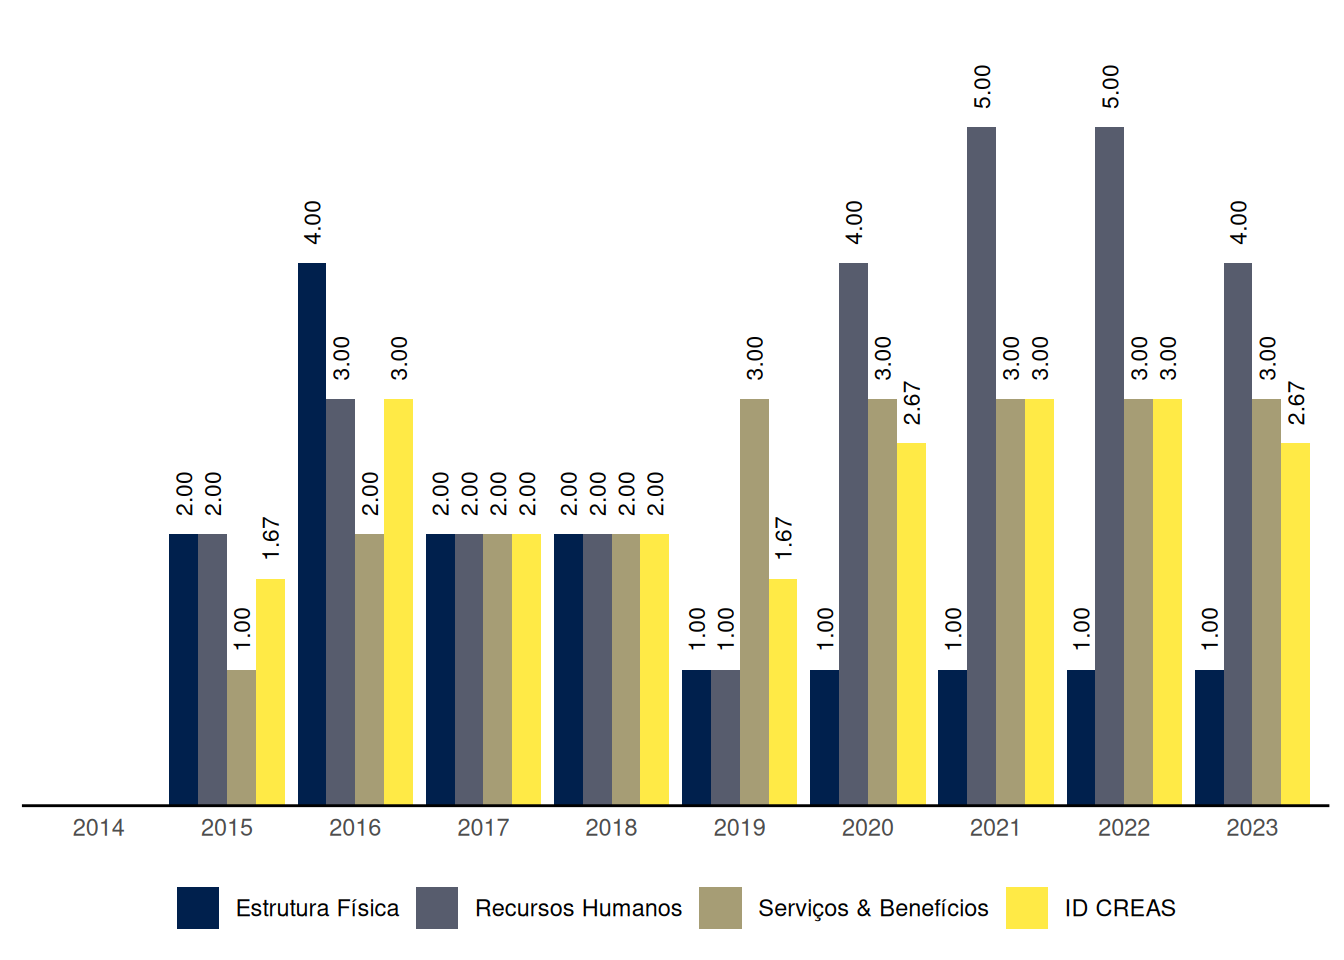 5.00 5.00
4.00 4.00 4.00
3.00 3.00 3.00 3.00 3.00 3.00 3.00 3.00 3.00
2.67 2.67
2.00 2.00 2.00 2.00 2.00 2.00 2.00 2.00 2.00 2.00 2.00
1.67 1.67
1.00 1.00 1.00 1.00 1.00 1.00 1.00
2014 2015 2016 2017 2018 2019 2020 2021 2022 2023
Estrutura Física Recursos Humanos Serviços & Benefícios ID CREAS